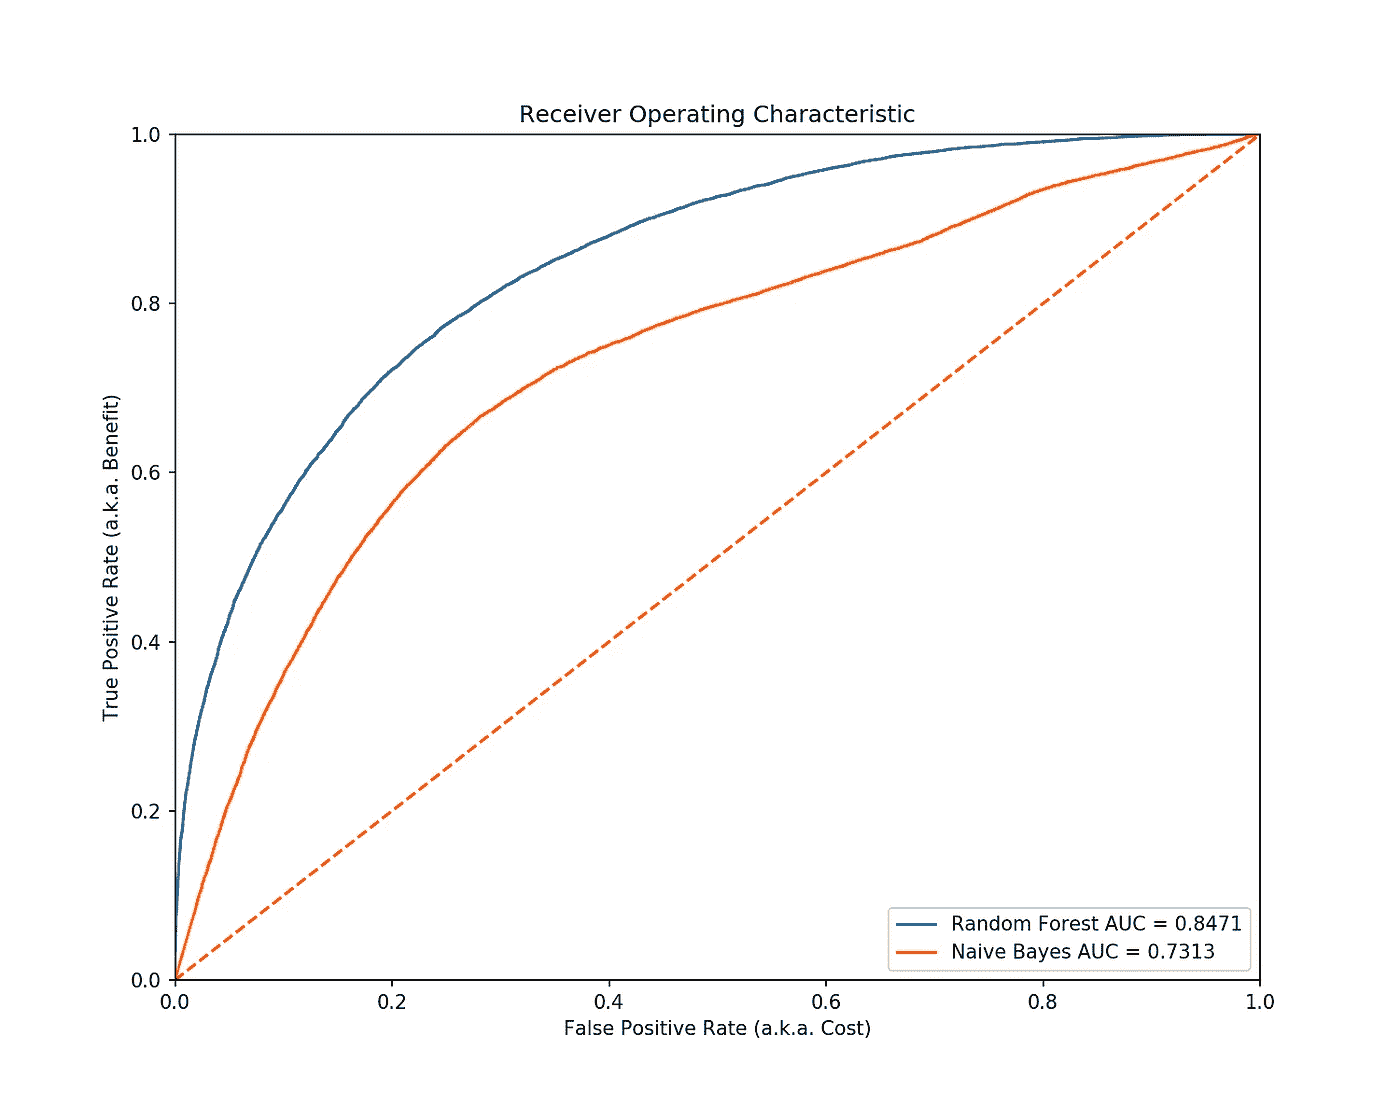 Receiver Operating Characteristic
1.0
0.8
0.6
0.4
0.2
0.0
True Positive Rate (a.k.a. Benefit)
0.0 0.2 0.4 0.6 0.8 1.0
False Positive Rate (a.k.a. Cost)
Random Forest AUC = 0.8471
Naive Bayes AUC = 0.7313